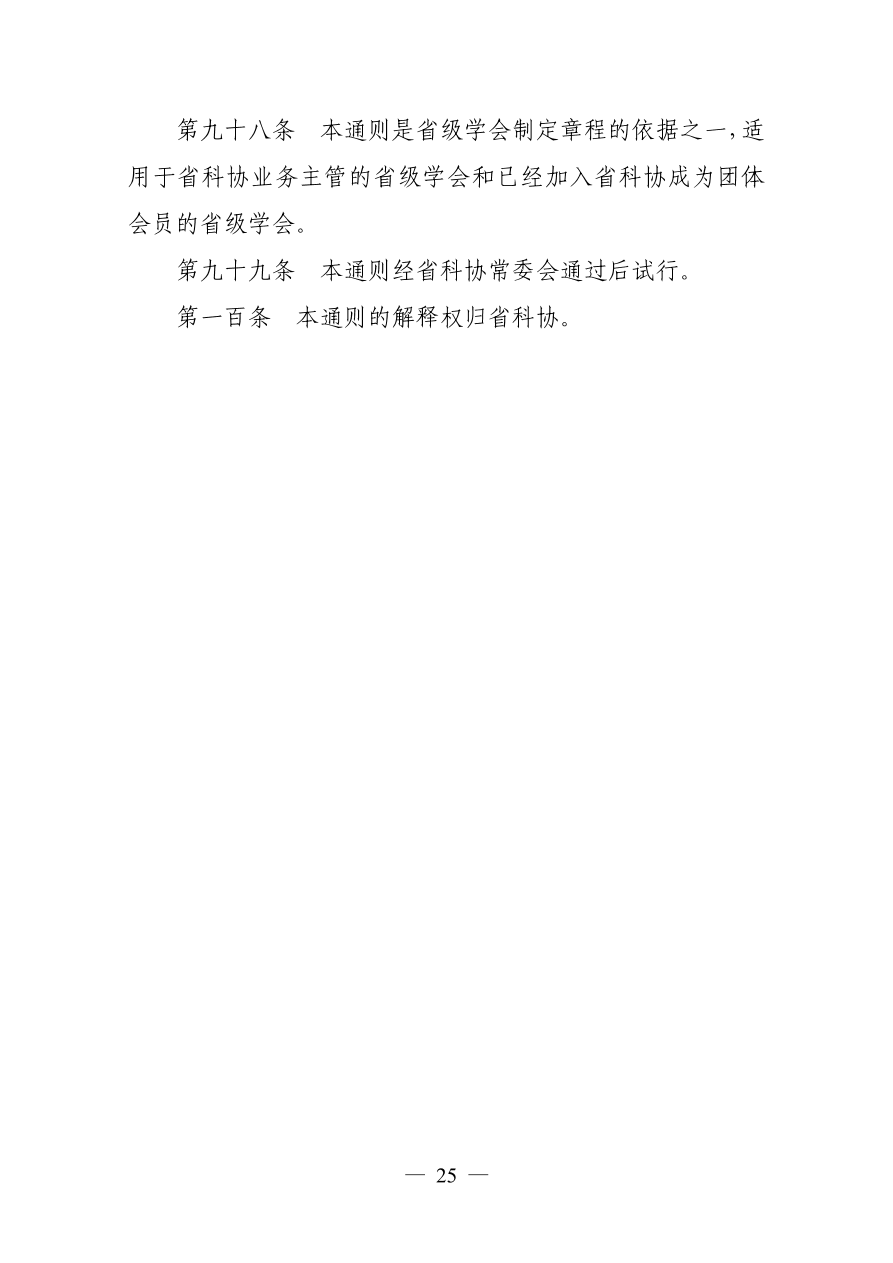 第九十八条　本通则是省级学会制定章程的依据之一,适
用于省科协业务主管的省级学会和已经加入省科协成为团体
会员的省级学会。
第九十九条　本通则经省科协常委会通过后试行。
第一百条　本通则的解释权归省科协。
— 25 —